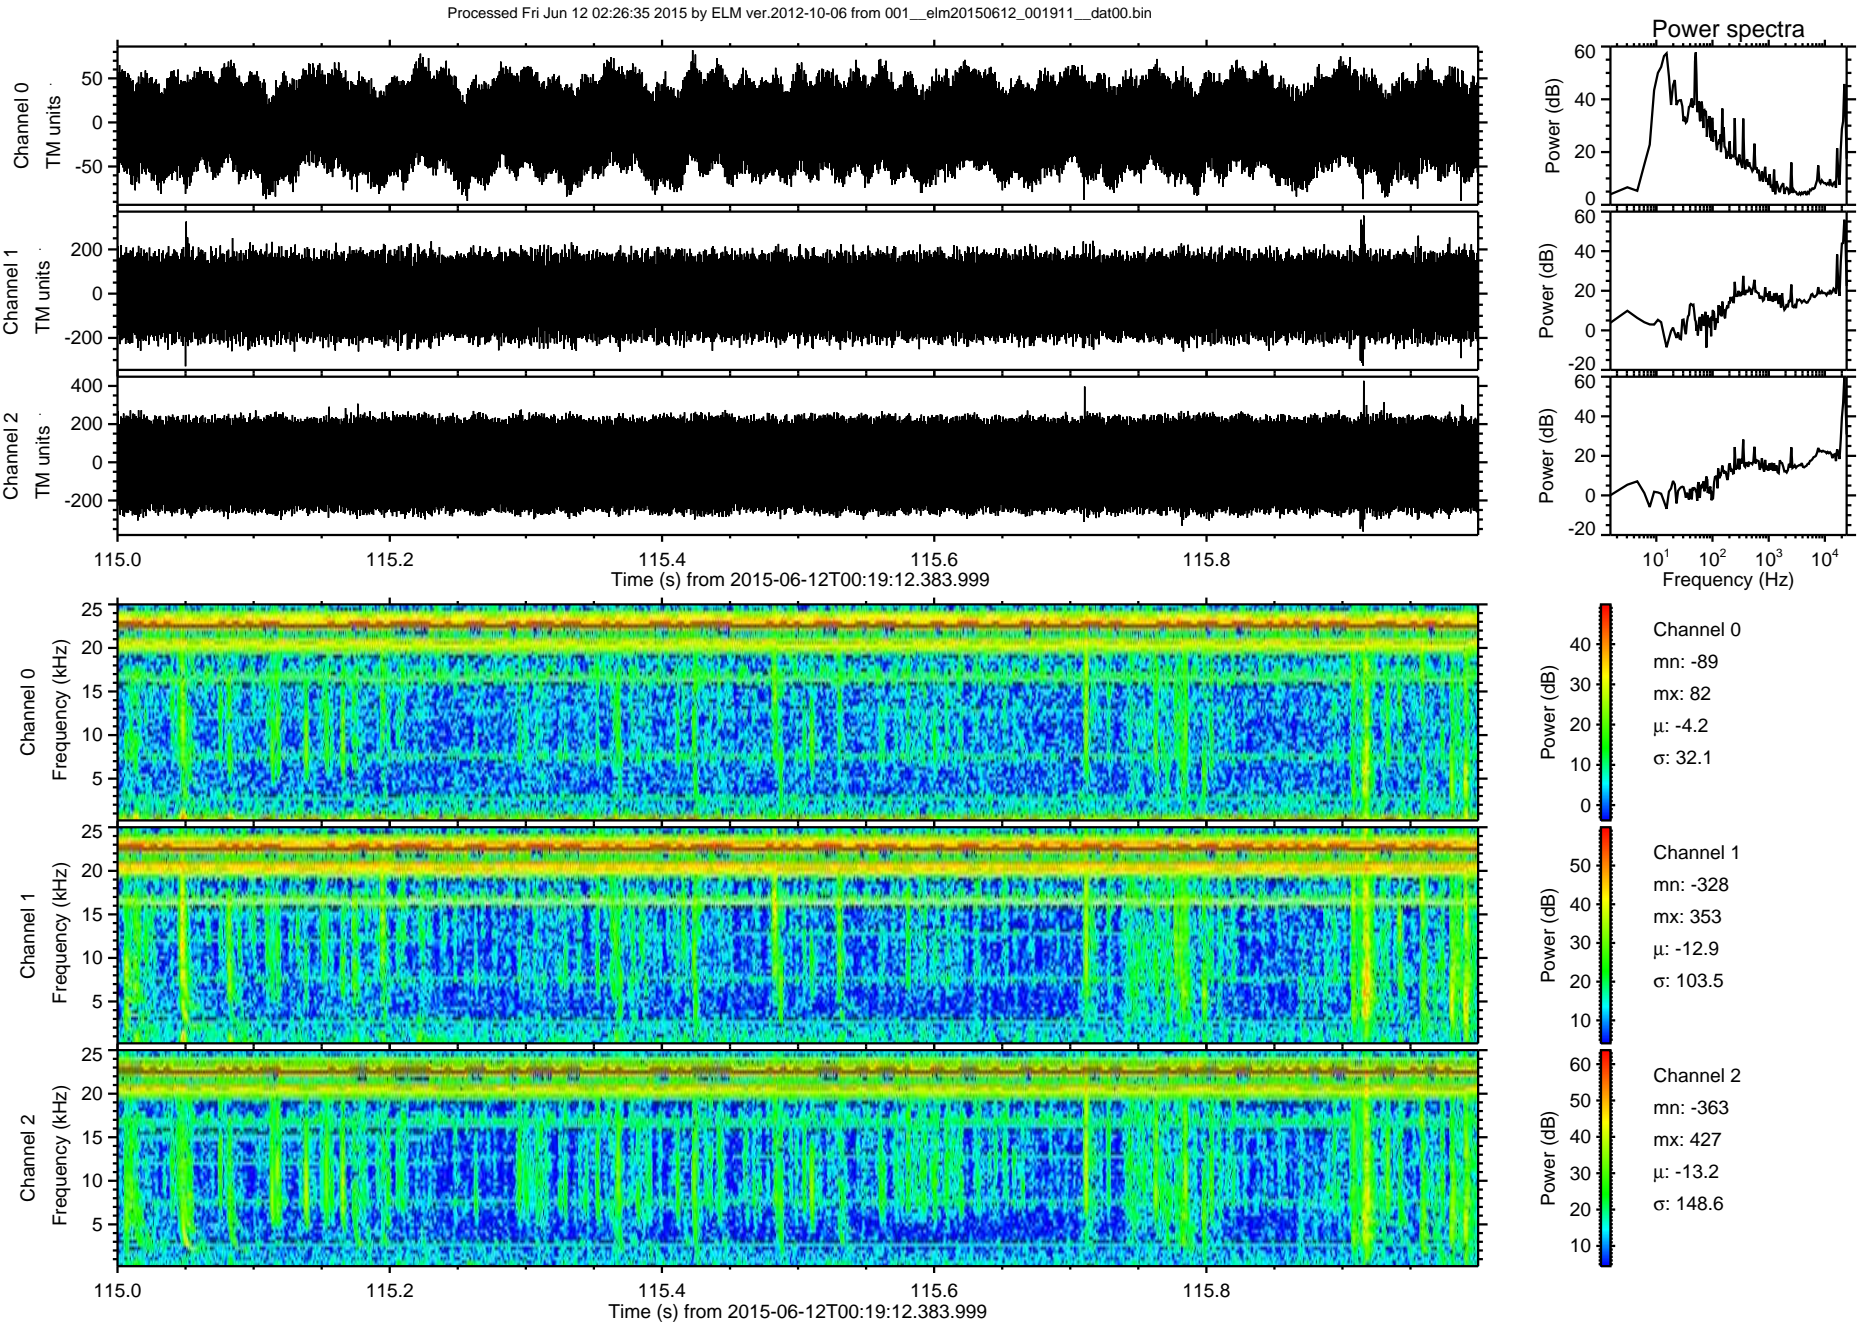 Processed Fri Jun 12 02:26:35 2015 by ELM ver.2012-10-06 from 001__elm20150612_001911__dat00.bin
Power spectra
Channel 0
TM units
50
0
-50
Power (dB)
60
40
20
0
Channel 1
TM units
200
0
-200
Power (dB)
60
40
20
0
-20
Channel 2
TM units
400
200
0
-200
Power (dB)
60
40
20
0
-20
115.0 115.2 115.4 115.6 115.8
Time (s) from 2015-06-12T00:19:12.383.999
10^1 10^2 10^3 10^4
Frequency (Hz)
Channel 0
Frequency (kHz)
25
20
15
10
5
Power (dB)
40
30
20
10
0
Channel 0
mn: -89
mx: 82
μ: -4.2
σ: 32.1
Channel 1
Frequency (kHz)
25
20
15
10
5
Power (dB)
50
40
30
20
10
Channel 1
mn: -328
mx: 353
μ: -12.9
σ: 103.5
Channel 2
Frequency (kHz)
25
20
15
10
5
Power (dB)
60
50
40
30
20
10
Channel 2
mn: -363
mx: 427
μ: -13.2
σ: 148.6
115.0 115.2 115.4 115.6 115.8
Time (s) from 2015-06-12T00:19:12.383.999